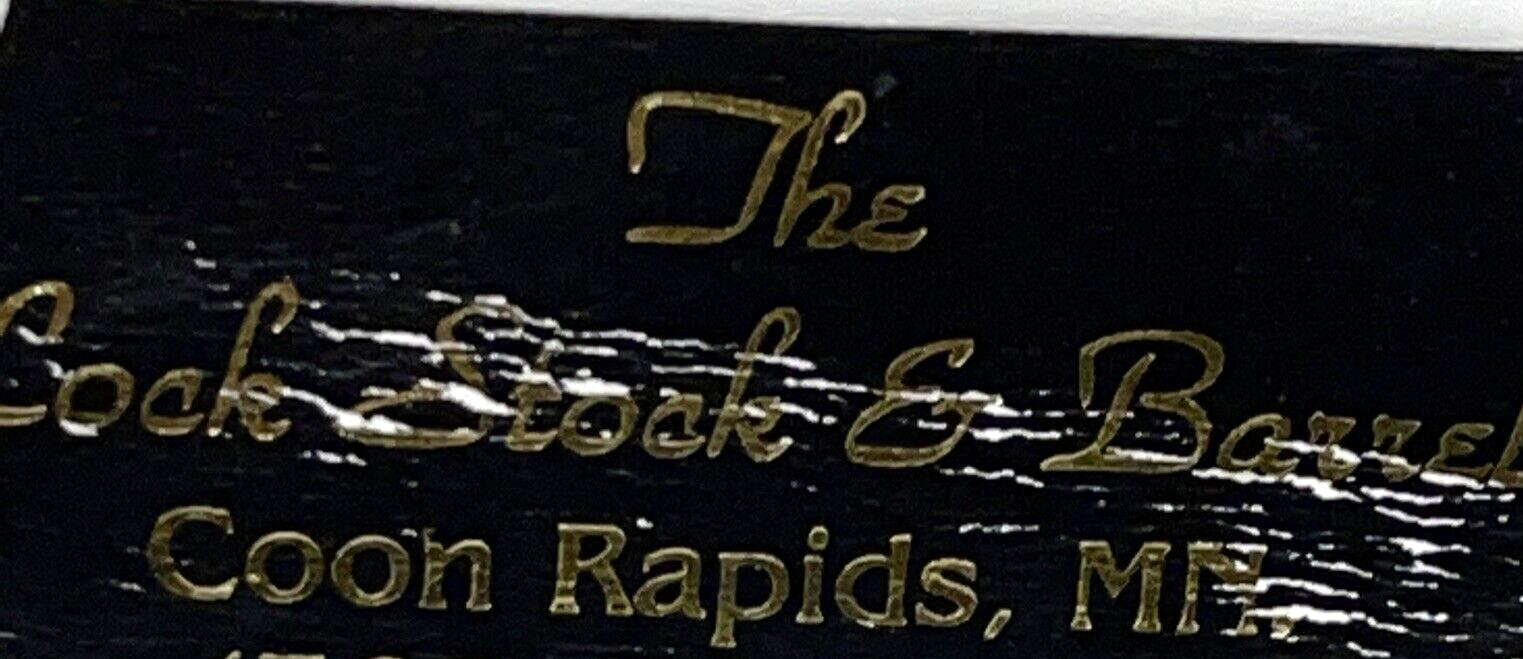 The
Lock Stock & Barrel
Coon Rapids, MN.